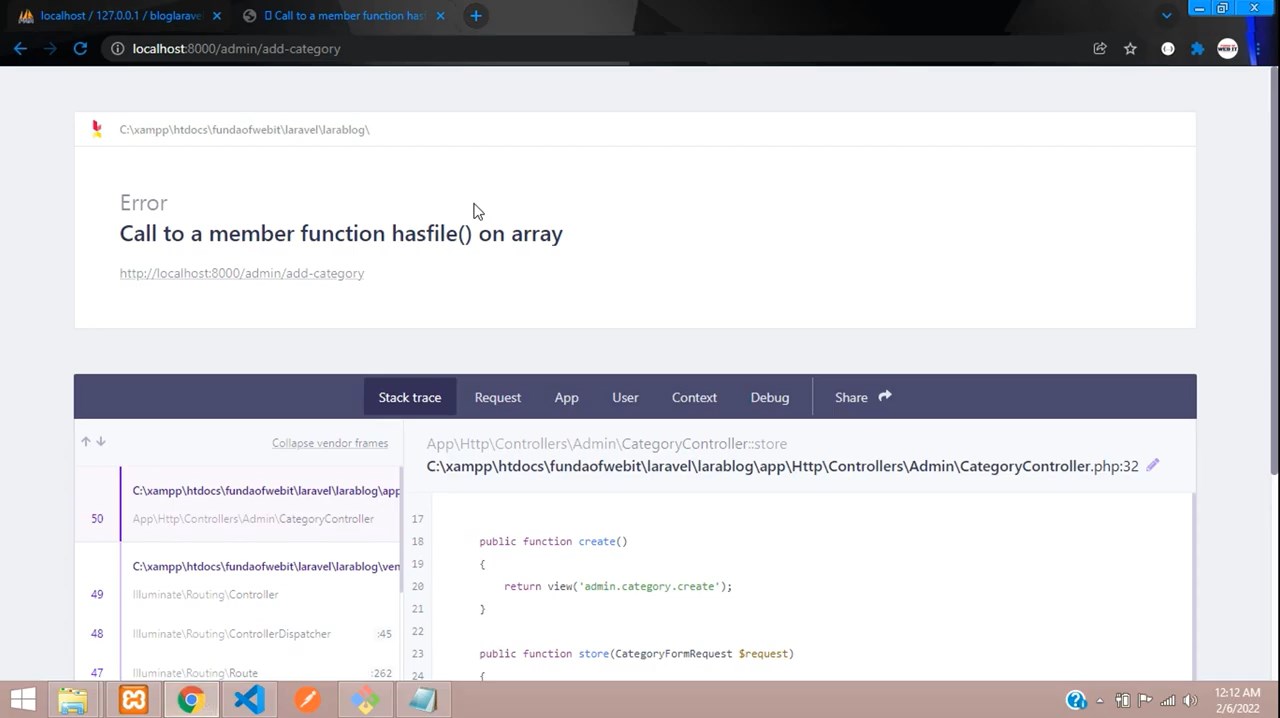 localhost / 127.0.0.1 / bloglarave
Call to a member function has
localhost:8000/admin/add-category
C:\xampp\htdocs\fundaofwebit\laravel\larablog\
Error
Call to a member function hasfile() on array
http://localhost:8000/admin/add-category
Stack trace Request App User Context Debug Share
Collapse vendor frames
App\Http\Controllers\Admin\CategoryController::store
C:\xampp\htdocs\fundaofwebit\laravel\larablog\app\Http\Controllers\Admin\CategoryController.php:32
C:\xampp\htdocs\fundaofwebit\laravel\larablog\app
50 App\Http\Controllers\Admin\CategoryController
C:\xampp\htdocs\fundaofwebit\laravel\larablog\ven
49 Illuminate\Routing\Controller
48 Illuminate\Routing\ControllerDispatcher :45
47 Illuminate\Routing\Route :262
17
18 public function create()
19 {
20 return view('admin.category.create');
21 }
22
23 public function store(CategoryFormRequest $request)
24 {
12:12 AM
2/6/2022